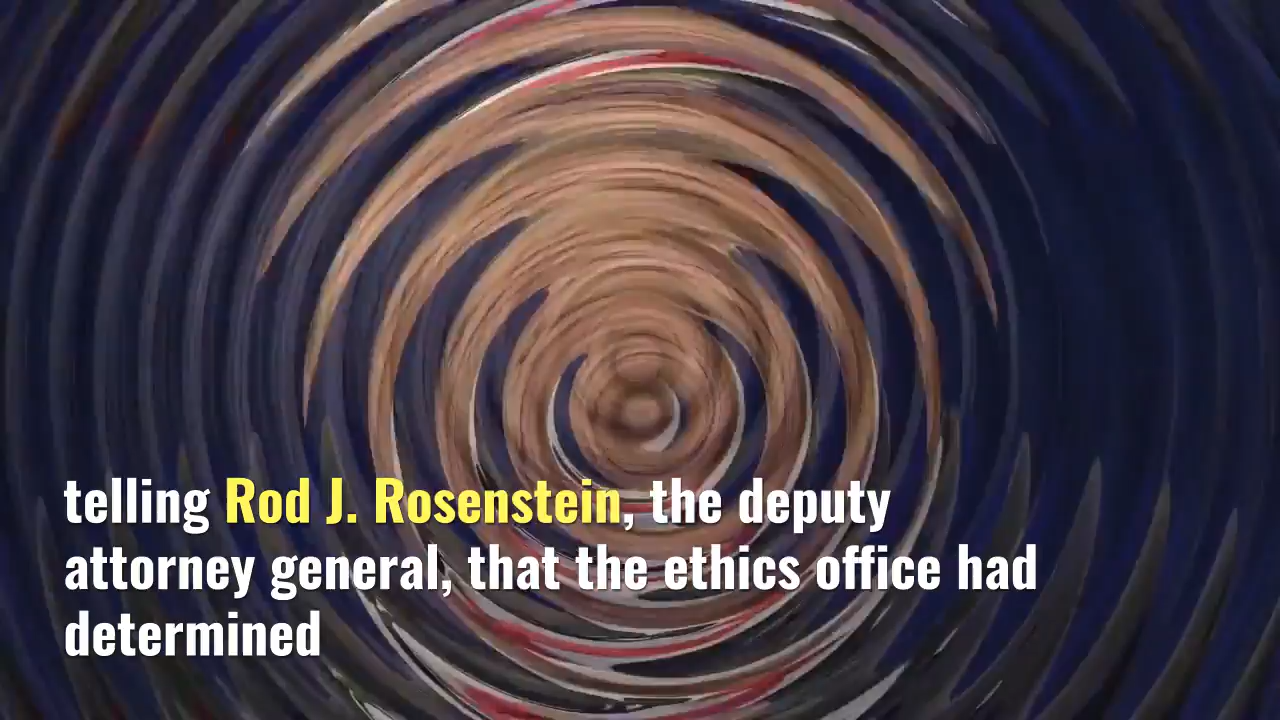 telling Rod J. Rosenstein, the deputy
attorney general, that the ethics office had
determined